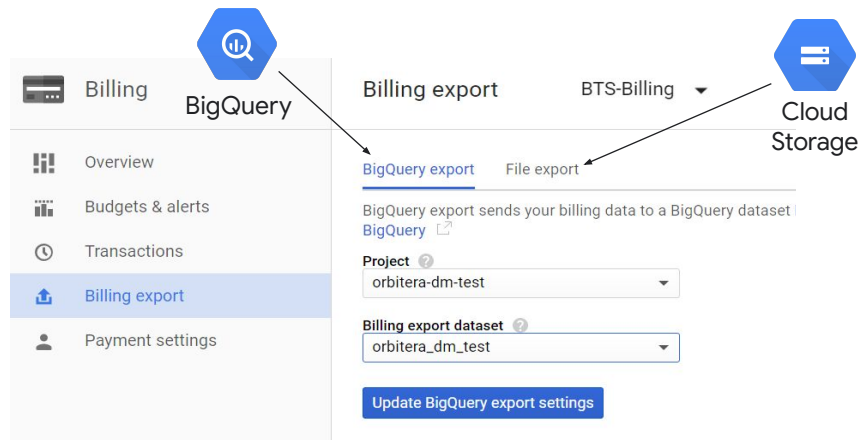 BigQuery
Cloud
Storage
Billing
Billing export
BTS-Billing
Overview
Budgets & alerts
Transactions
Billing export
Payment settings
BigQuery export
File export
BigQuery export sends your billing data to a BigQuery dataset
BigQuery
Project
orbitera-dm-test
Billing export dataset
orbitera_dm_test
Update BigQuery export settings